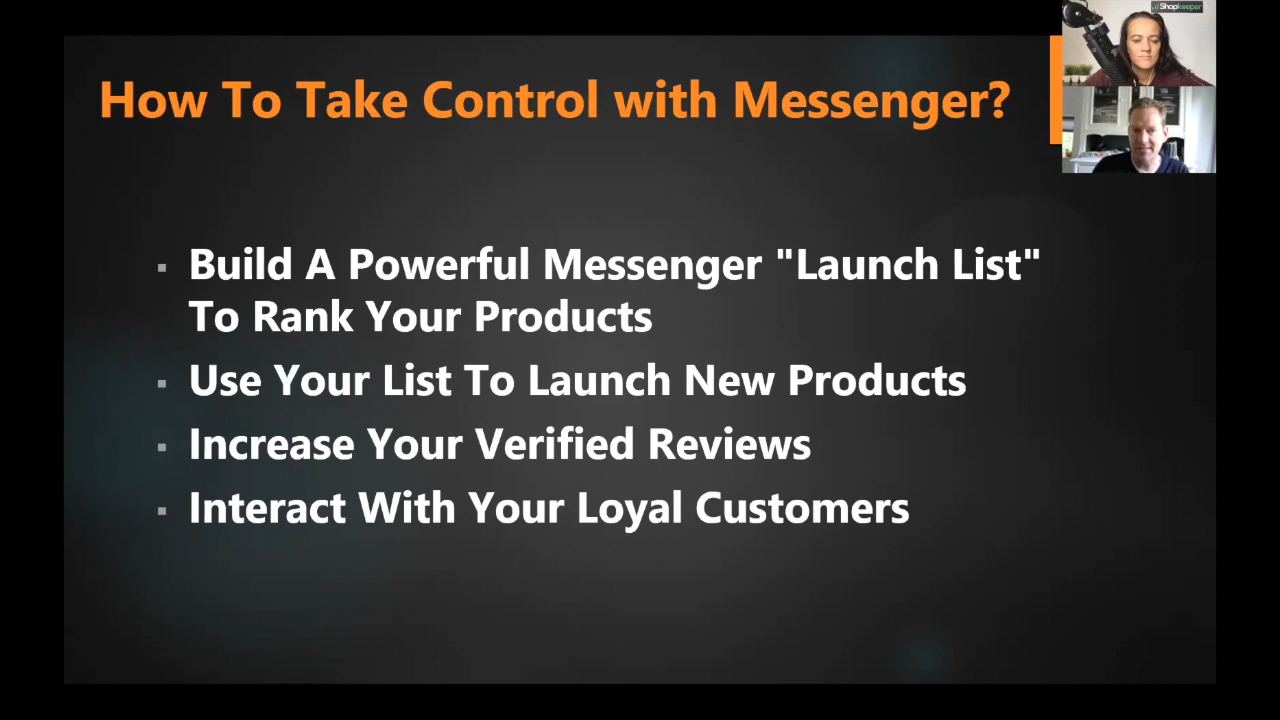 Shopkeeper
How To Take Control with Messenger?
▪ Build A Powerful Messenger "Launch List"
To Rank Your Products
▪ Use Your List To Launch New Products
▪ Increase Your Verified Reviews
▪ Interact With Your Loyal Customers